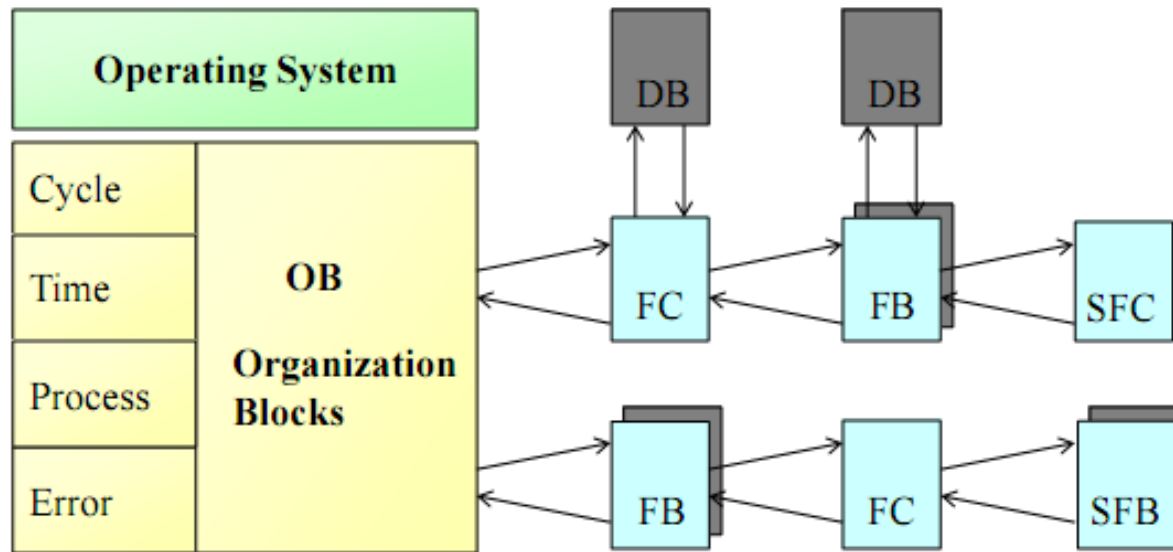 Operating System
DB
DB
Cycle
Time
Process
Error
OB
Organization
Blocks
FC
FB
SFC
FB
FC
SFB